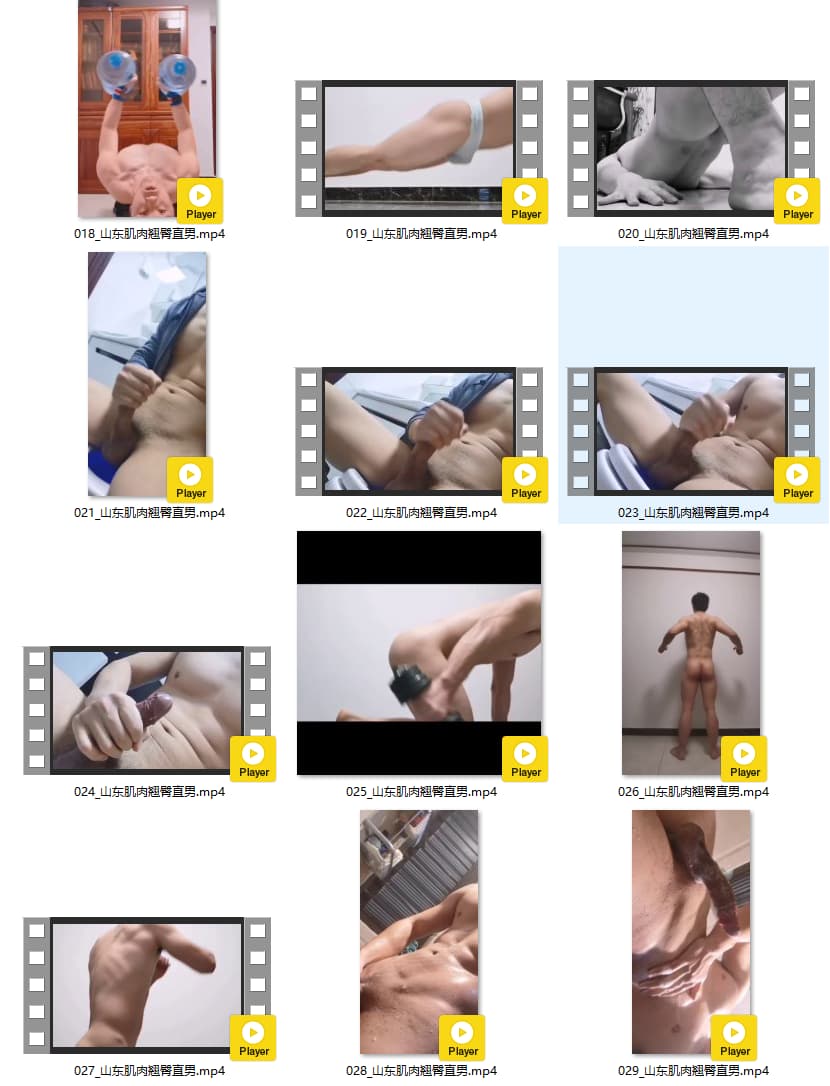 Player
018_山东肌肉翘臀直男.mp4
Player
019_山东肌肉翘臀直男.mp4
Player
020_山东肌肉翘臀直男.mp4
Player
021_山东肌肉翘臀直男.mp4
Player
022_山东肌肉翘臀直男.mp4
Player
023_山东肌肉翘臀直男.mp4
Player
024_山东肌肉翘臀直男.mp4
Player
025_山东肌肉翘臀直男.mp4
Player
026_山东肌肉翘臀直男.mp4
Player
027_山东肌肉翘臀直男.mp4
Player
028_山东肌肉翘臀直男.mp4
Player
029_山东肌肉翘臀直男.mp4